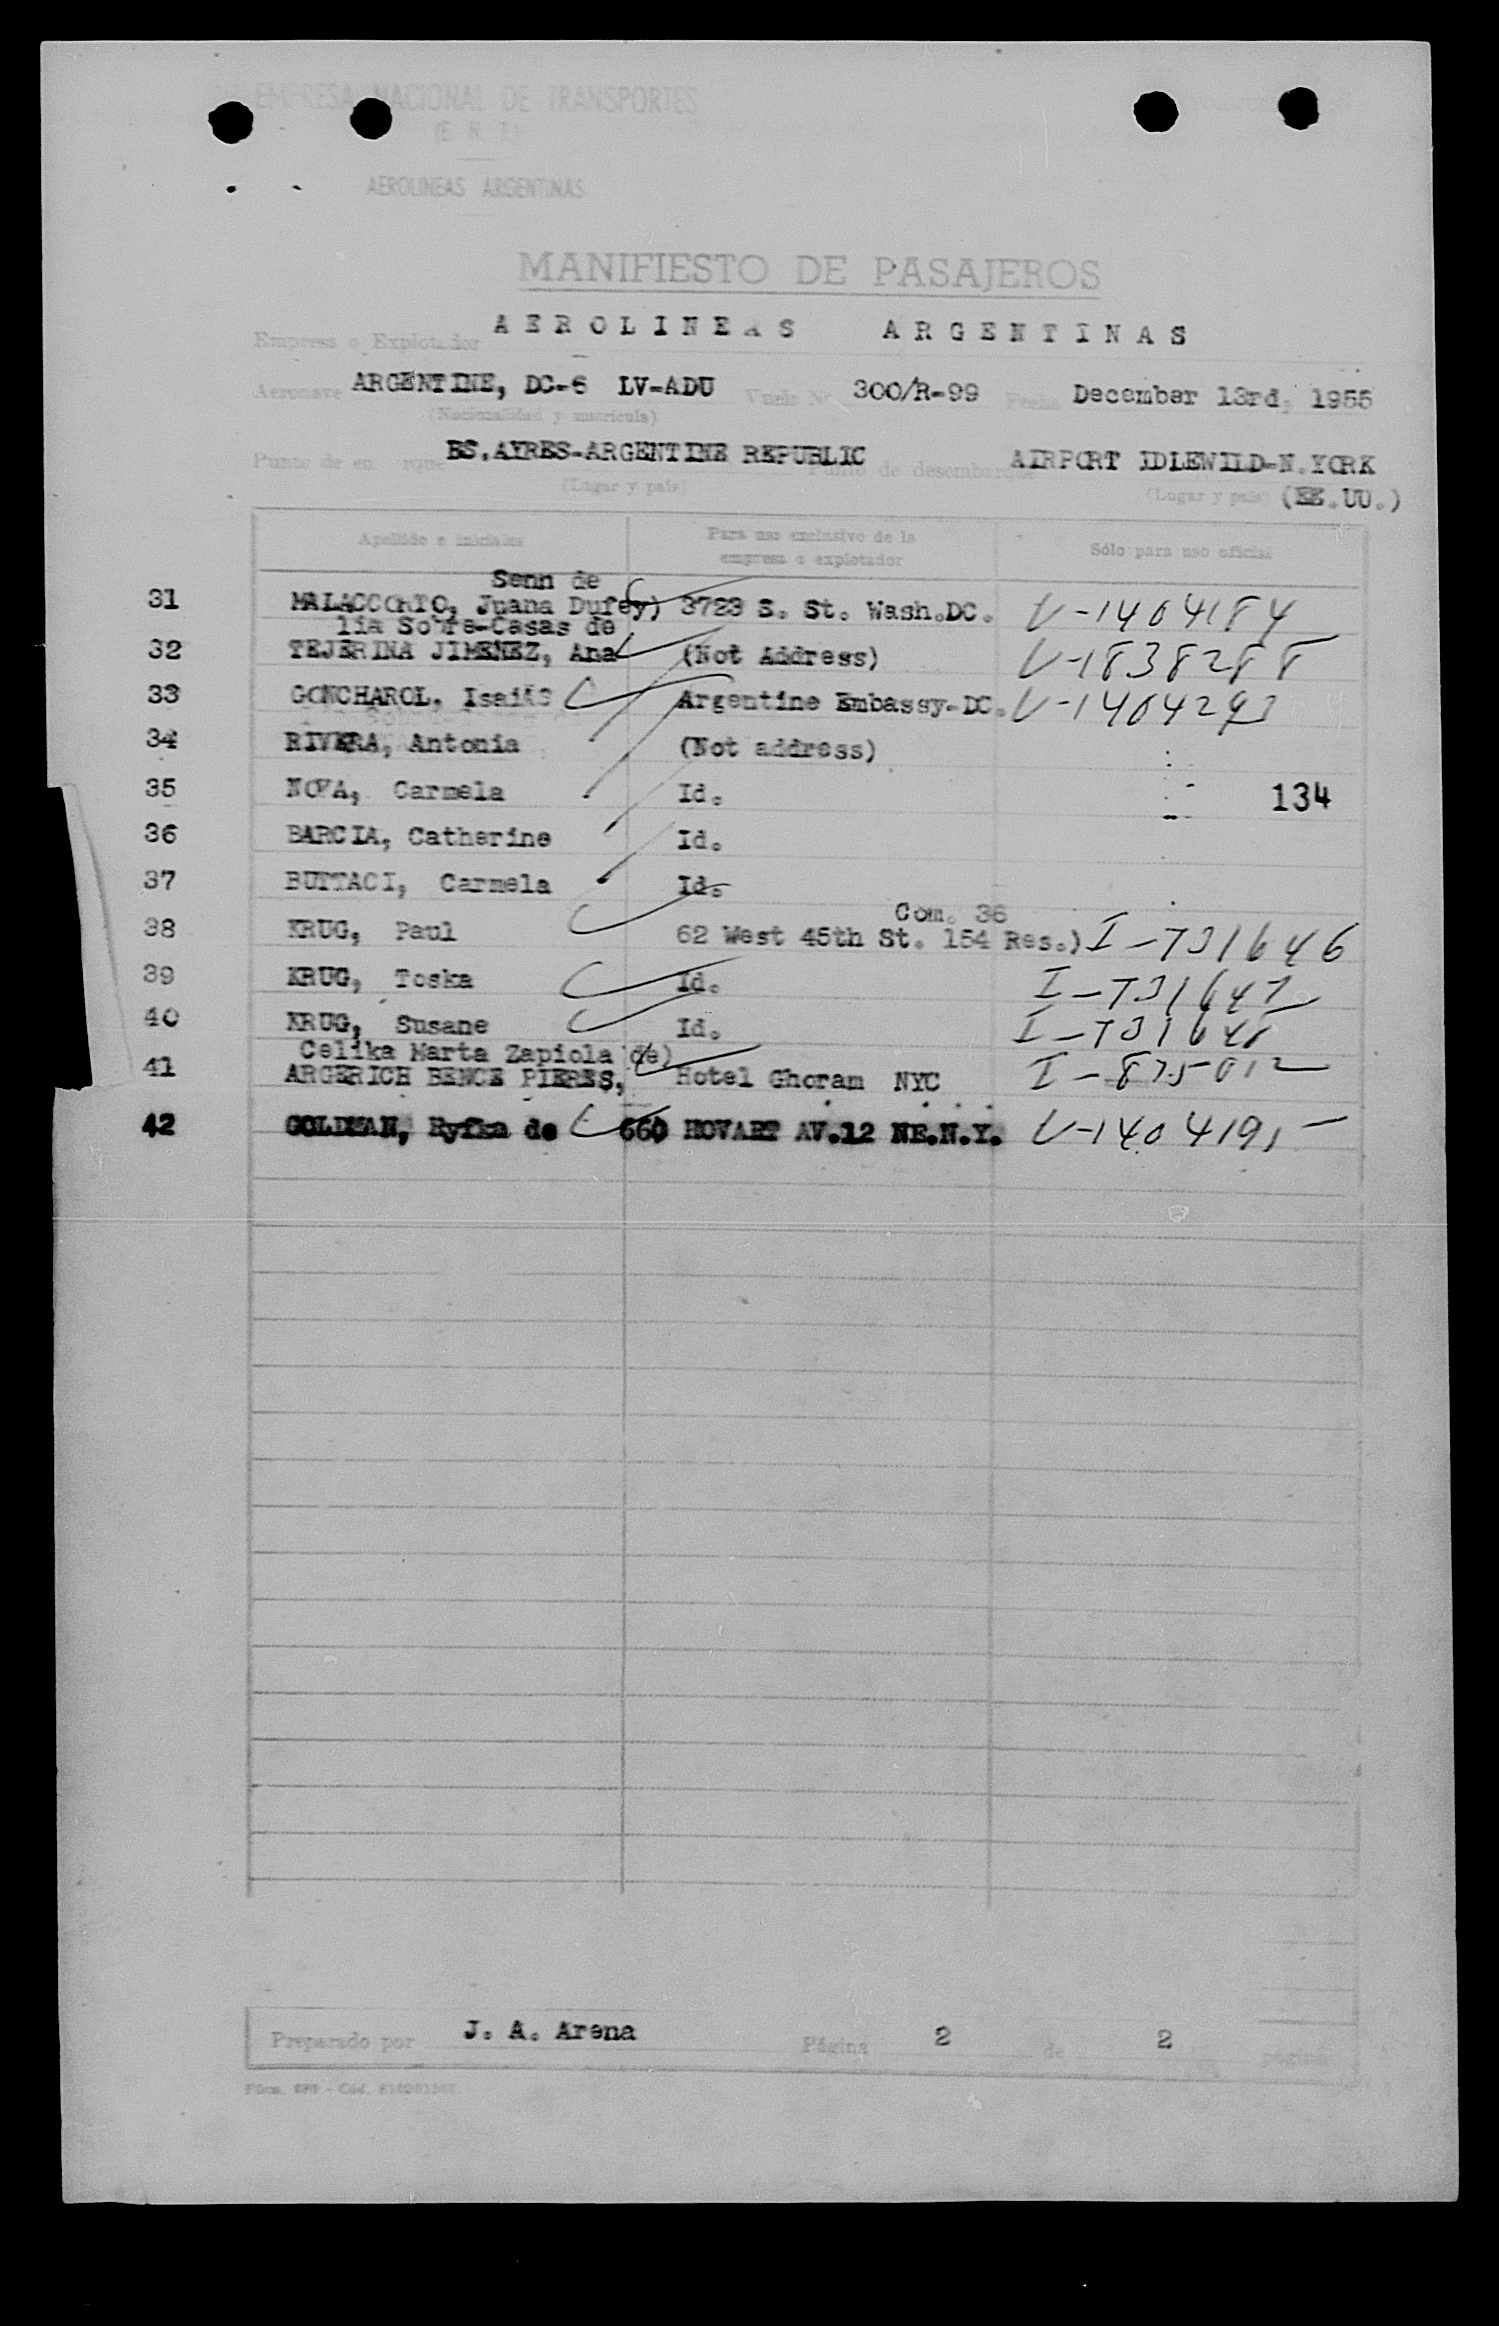 EMPRESA NACIONAL DE TRANSPORTES
(E. N. T.)
AEROLINEAS ARGENTINAS
MANIFIESTO DE PASAJEROS
Empresa o Explotador AEROLINEAS ARGENTINAS
Aeronave ARGENTINE, DC-6 LV-ADU Vuelo Nº 300/R-99 Fecha December 13rd, 1955
(Nacionalidad y matrícula)
BS.AYRES-ARGENTINE REPUBLIC AIRPORT IDLEWILD-N.YORK
Punto de Punto de desembarque
(Lugar y país) (Lugar y país) (EE.UU.)
Apellido e iniciales Para uso exclusivo de la empresa o explotador Sólo para uso oficial
Senn de
31 MALACCORTO, Juana Dufey) 3723 S. St. Wash.DC. V-1404184
lia Sobre-Casas de
32 TEJERINA JIMENEZ, Ana (Not Address) V-1838288
33 GONCHAROL, Isaias Argentine Embassy-DC. V-1404293
34 RIVERA, Antonia (Not address)
35 NOVA, Carmela Id. 134
36 BARCIA, Catherine Id.
37 BUTTACI, Carmela Id.
Com. 36
38 KRUG, Paul 62 West 45th St. 154 Res.) I-731646
39 KRUG, Toska Id. I-731647
40 KRUG, Susane Id. I-731648
Celika Marta Zapiola de)
41 ARGERICH BENCE PIERES, Hotel Ghoram NYC I-875012
42 GOLDMAN, Ryfka de 660 HOVART AV.12 NE.N.Y. V-1404191
Preparado por J. A. Arena Página 2 de 2 páginas